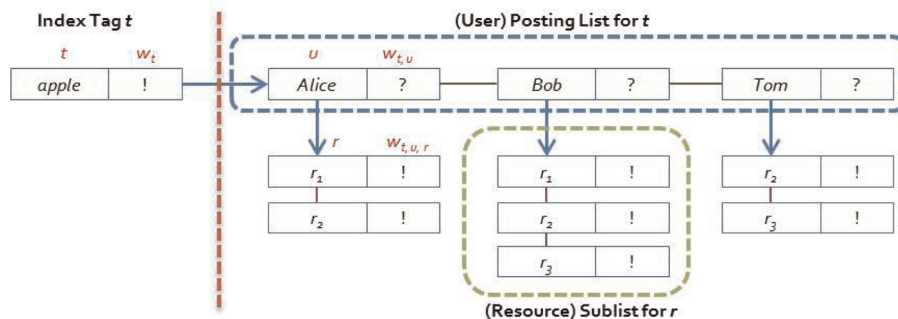 Index Tag t (User) Posting List for t
t w_t u w_t,u
apple ! Alice ? Bob ? Tom ?
r w_t,u,r
r_1 ! r_1 ! r_2 !
r_2 ! r_2 ! r_3 !
r_3 !
(Resource) Sublist for r